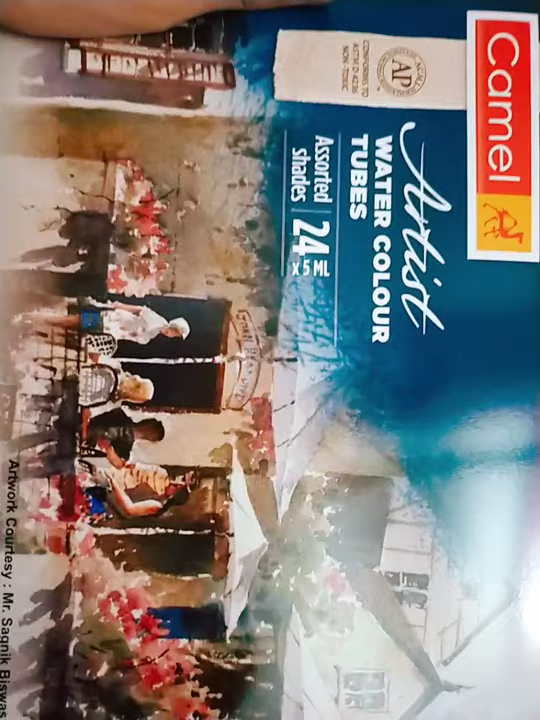 Camel
AP
CONFORMS TO
ASTM D-4236
NON-TOXIC
Artist
WATER COLOUR
TUBES
Assorted
shades
24
x 5 ML
Artwork Courtesy : Mr. Sagnik Biswas